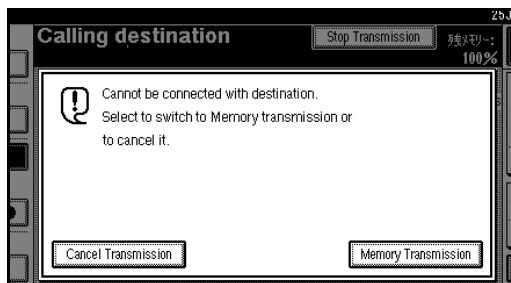 25J
Calling destination
Stop Transmission
残メモリー:
100%
Cannot be connected with destination.
Select to switch to Memory transmission or
to cancel it.
Cancel Transmission
Memory Transmission